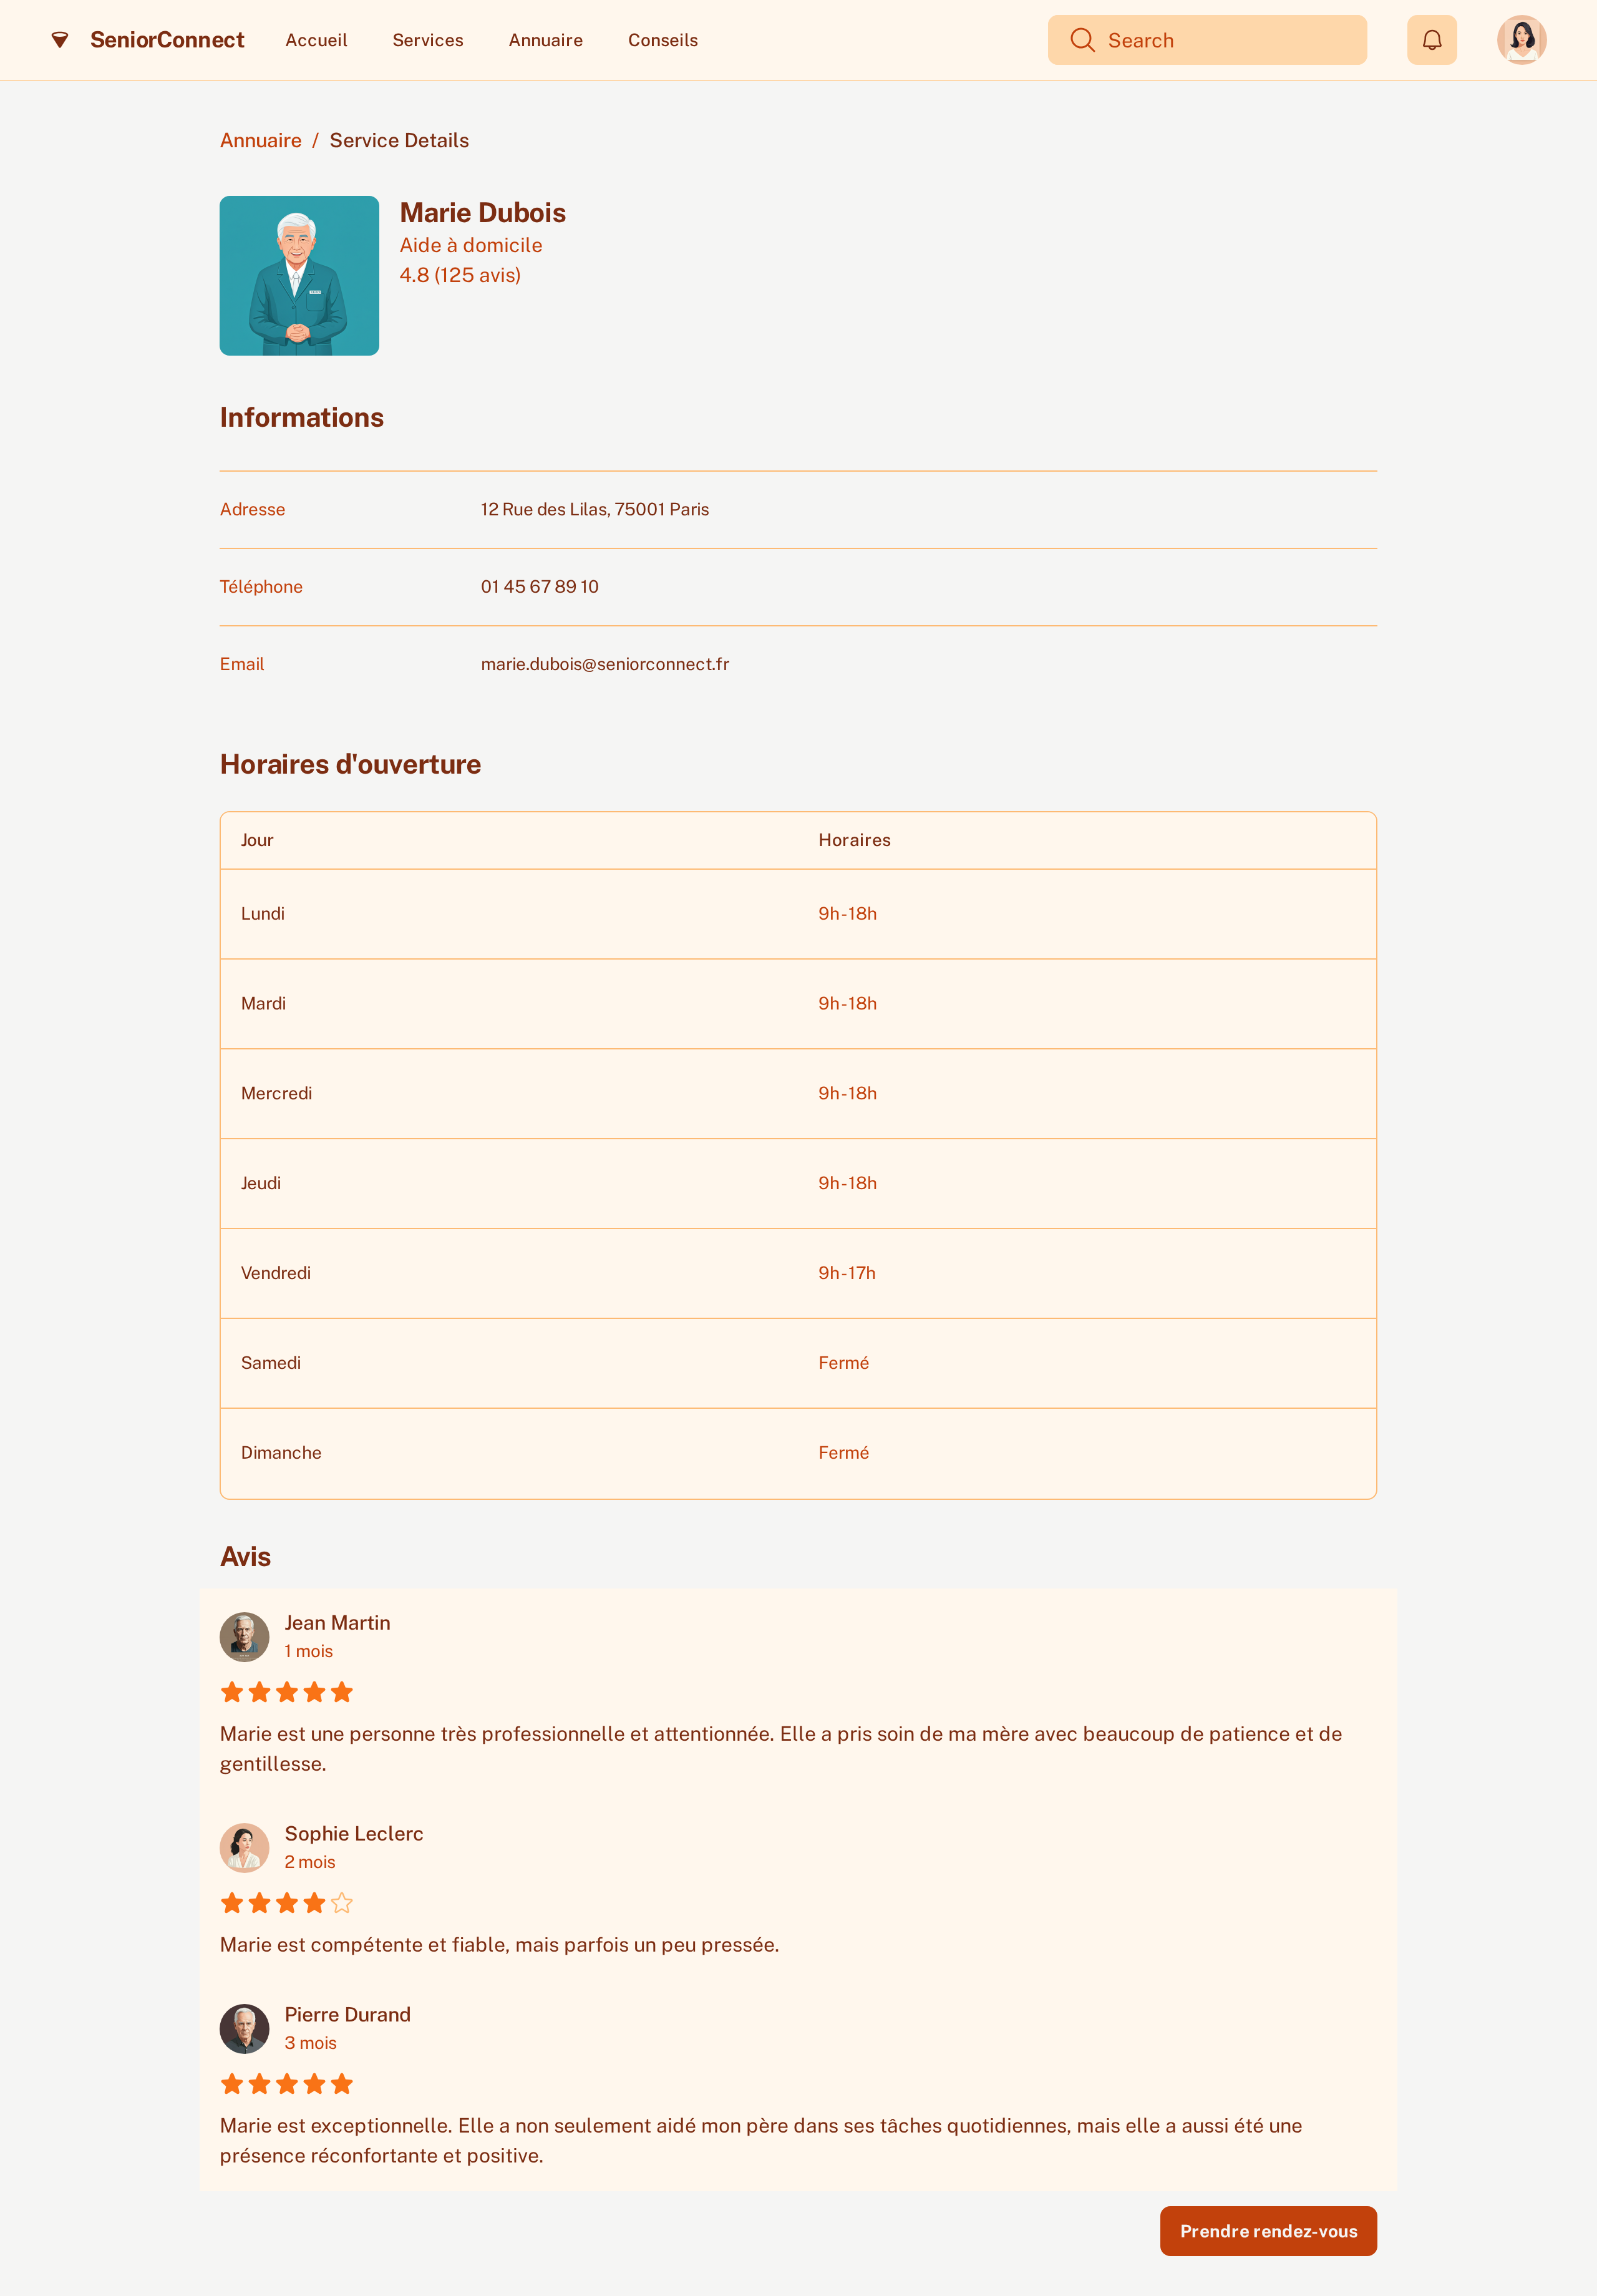 SeniorConnect
Accueil
Services
Annuaire
Conseils
Search
Annuaire / Service Details
Marie Dubois
Aide à domicile
4.8 (125 avis)
Informations
Adresse
12 Rue des Lilas, 75001 Paris
Téléphone
01 45 67 89 10
Email
marie.dubois@seniorconnect.fr
Horaires d'ouverture
Jour
Horaires
Lundi
9h-18h
Mardi
9h-18h
Mercredi
9h-18h
Jeudi
9h-18h
Vendredi
9h-17h
Samedi
Fermé
Dimanche
Fermé
Avis
Jean Martin
1 mois
Marie est une personne très professionnelle et attentionnée. Elle a pris soin de ma mère avec beaucoup de patience et de
gentillesse.
Sophie Leclerc
2 mois
Marie est compétente et fiable, mais parfois un peu pressée.
Pierre Durand
3 mois
Marie est exceptionnelle. Elle a non seulement aidé mon père dans ses tâches quotidiennes, mais elle a aussi été une
présence réconfortante et positive.
Prendre rendez-vous